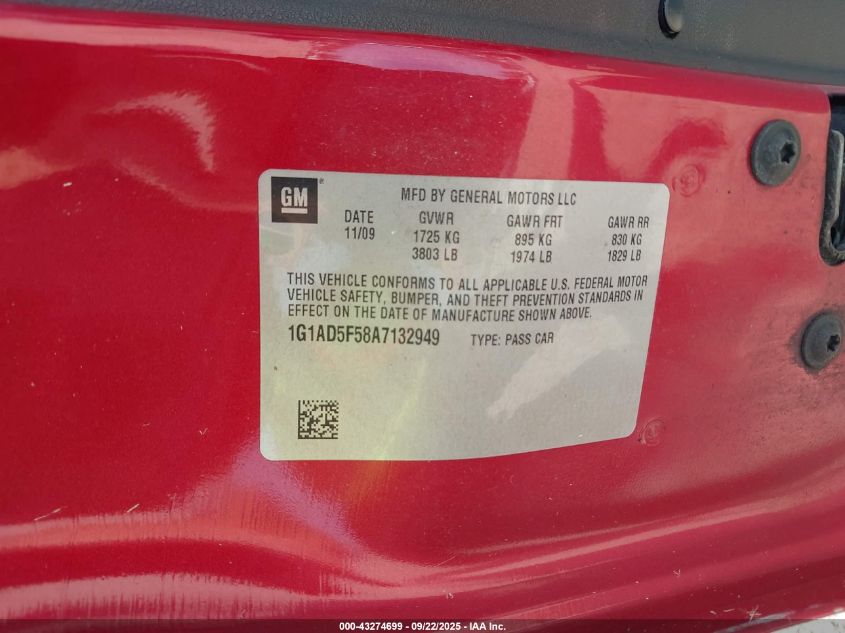 GM
MFD BY GENERAL MOTORS LLC
DATE GVWR GAWR FRT GAWR RR
11/09 1725 KG 895 KG 830 KG
3803 LB 1974 LB 1829 LB
THIS VEHICLE CONFORMS TO ALL APPLICABLE U.S. FEDERAL MOTOR
VEHICLE SAFETY, BUMPER, AND THEFT PREVENTION STANDARDS IN
EFFECT ON THE DATE OF MANUFACTURE SHOWN ABOVE.
1G1AD5F58A7132949 TYPE: PASS CAR
000-43274699 - 09/22/2025 - IAA Inc.